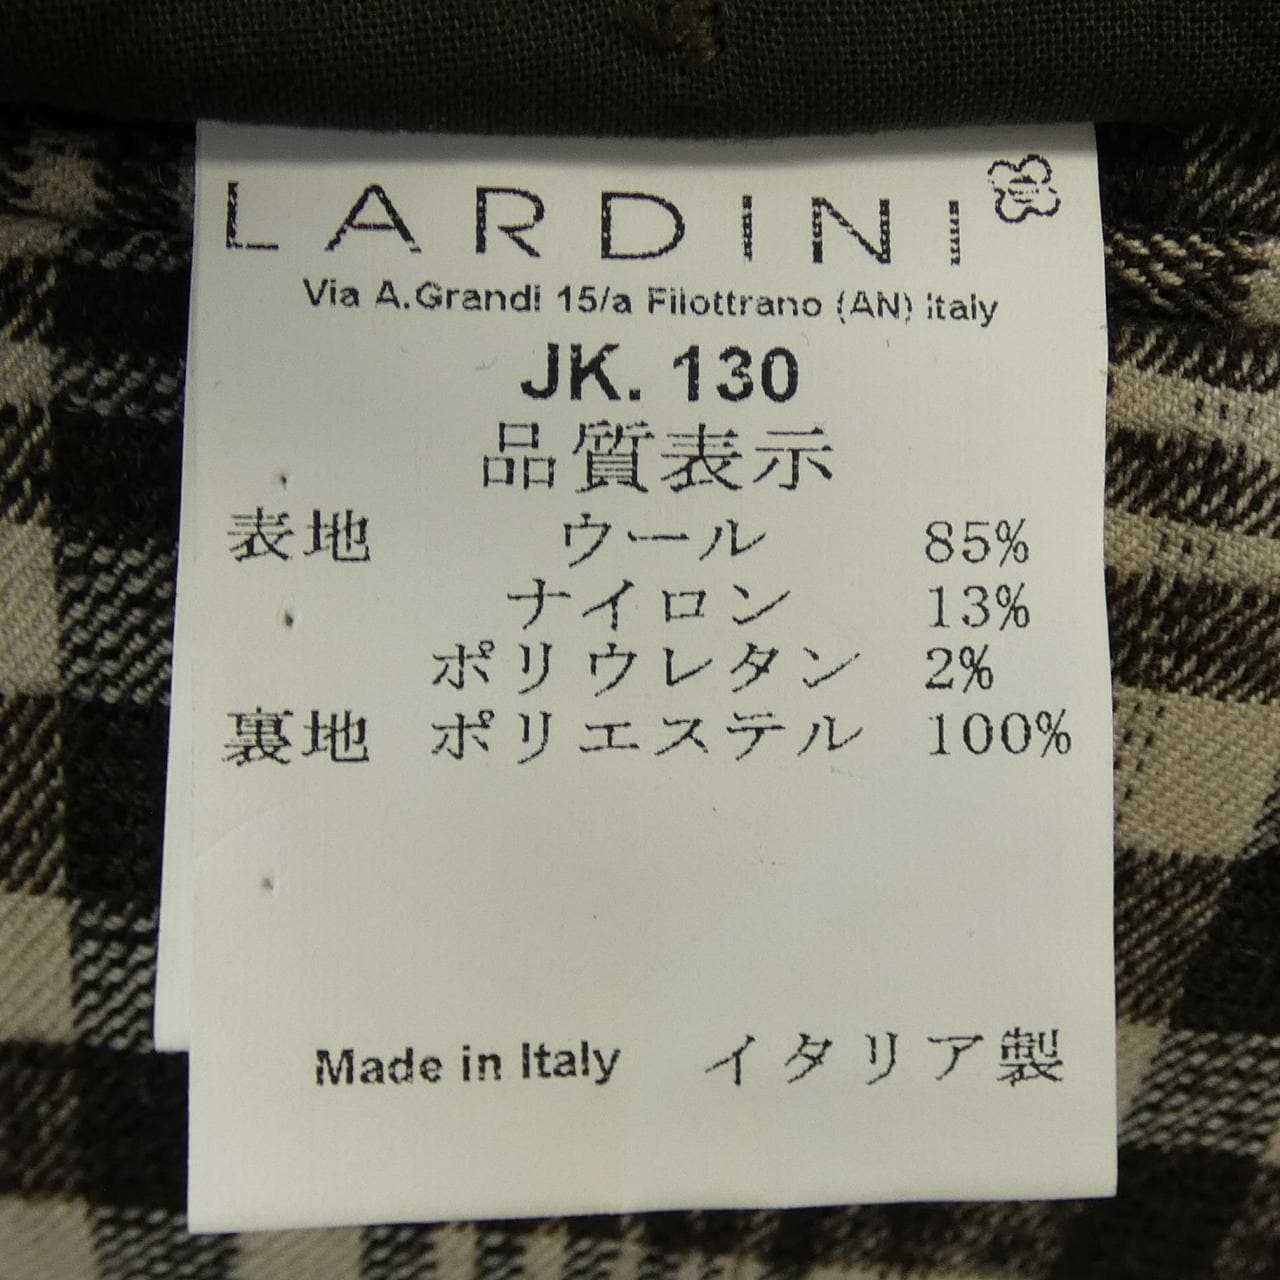 LARDINI
Via A.Grandi 15/a Filottrano (AN) Italy
JK. 130
品質表示
表地 ウール 85%
ナイロン 13%
ポリウレタン 2%
裏地 ポリエステル 100%
Made in Italy イタリア製